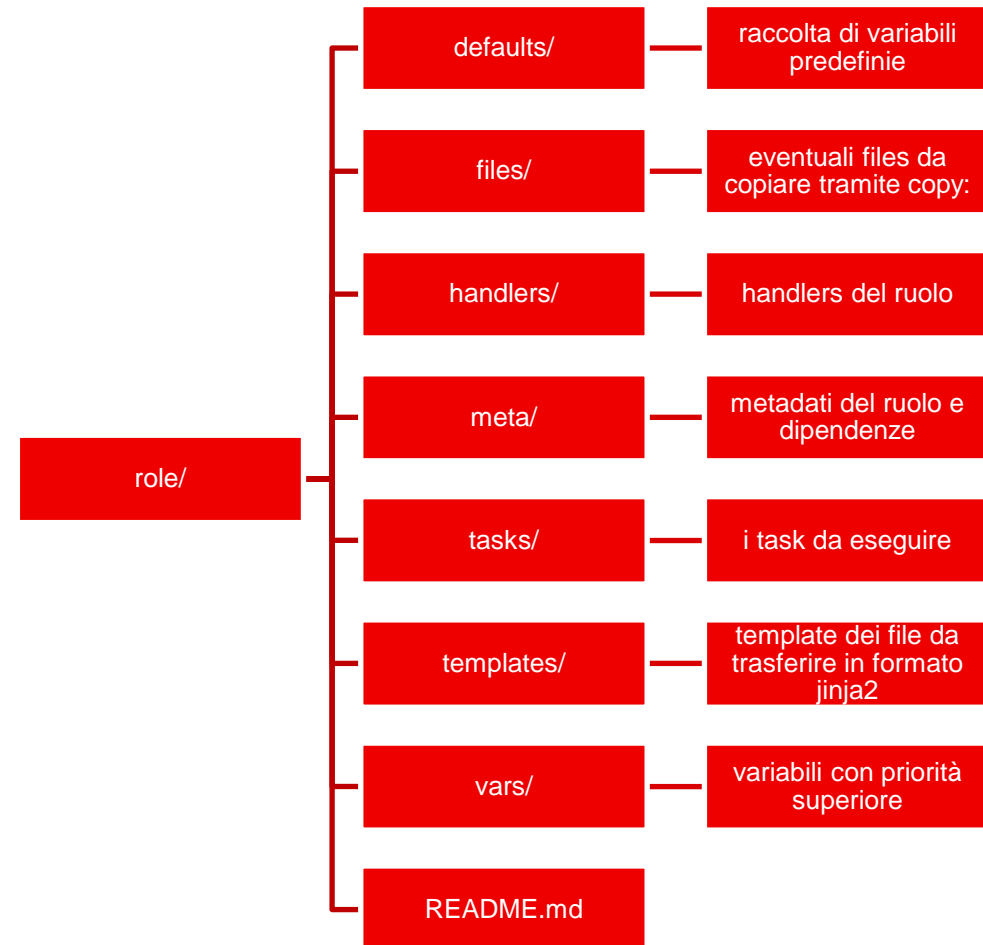 role/
defaults/
raccolta di variabili
predefinie
files/
eventuali files da
copiare tramite copy:
handlers/
handlers del ruolo
meta/
metadati del ruolo e
dipendenze
tasks/
i task da eseguire
templates/
template dei file da
trasferire in formato
jinja2
vars/
variabili con priorità
superiore
README.md